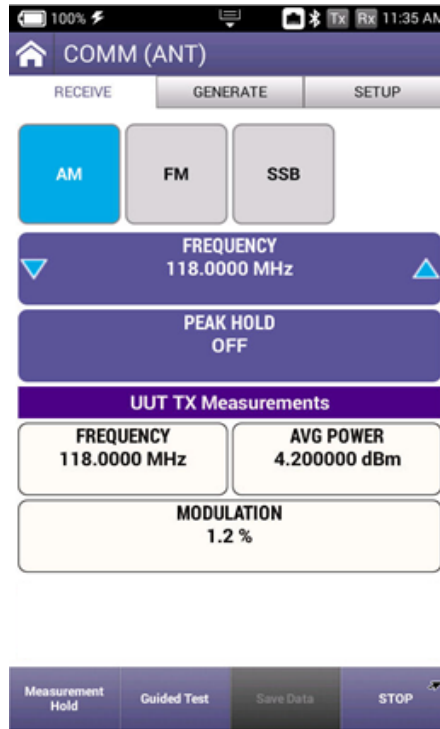 100%
Tx Rx 11:35 AM
COMM (ANT)
RECEIVE GENERATE SETUP
AM FM SSB
FREQUENCY
118.0000 MHz
PEAK HOLD
OFF
UUT TX Measurements
FREQUENCY AVG POWER
118.0000 MHz 4.200000 dBm
MODULATION
1.2 %
Measurement
Hold
Guided Test
Save Data
STOP